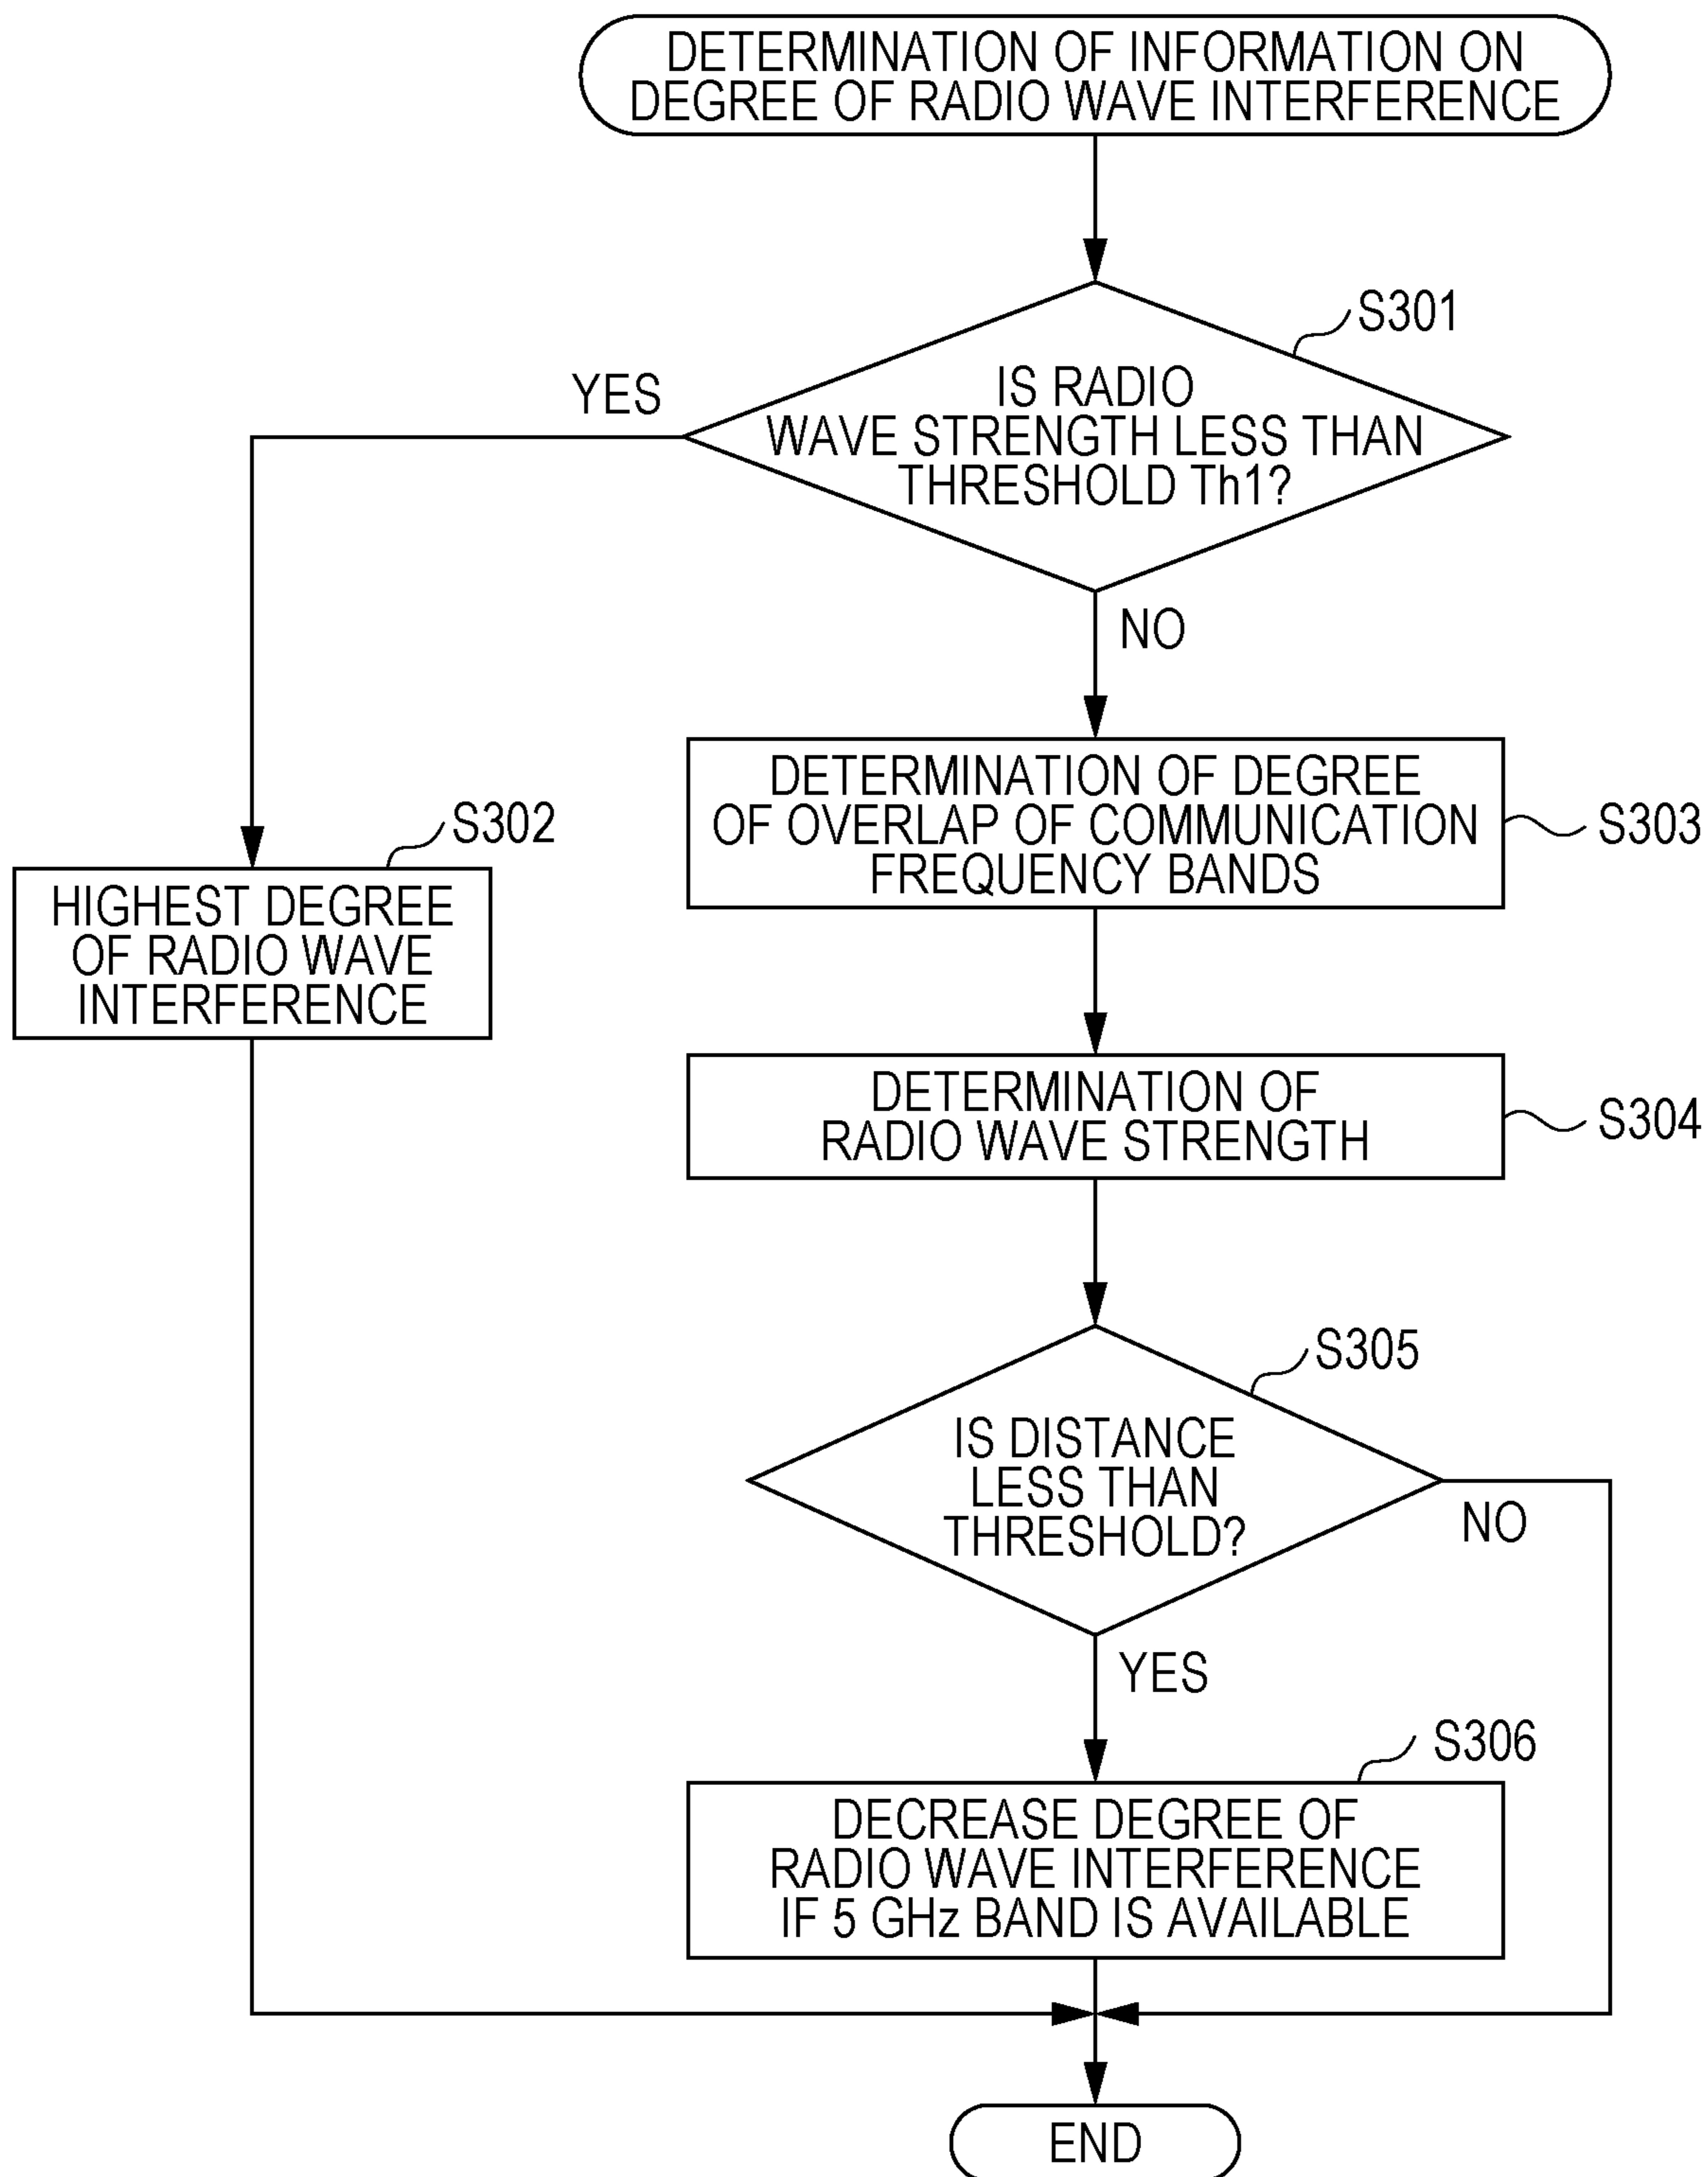 DETERMINATION OF INFORMATION ON
DEGREE OF RADIO WAVE INTERFERENCE
S301
YES
IS RADIO
WAVE STRENGTH LESS THAN
THRESHOLD Th1?
NO
DETERMINATION OF DEGREE
OF OVERLAP OF COMMUNICATION
FREQUENCY BANDS
S303
S302
HIGHEST DEGREE
OF RADIO WAVE
INTERFERENCE
DETERMINATION OF
RADIO WAVE STRENGTH
S304
S305
IS DISTANCE
LESS THAN
THRESHOLD?
NO
YES
S306
DECREASE DEGREE OF
RADIO WAVE INTERFERENCE
IF 5 GHz BAND IS AVAILABLE
END